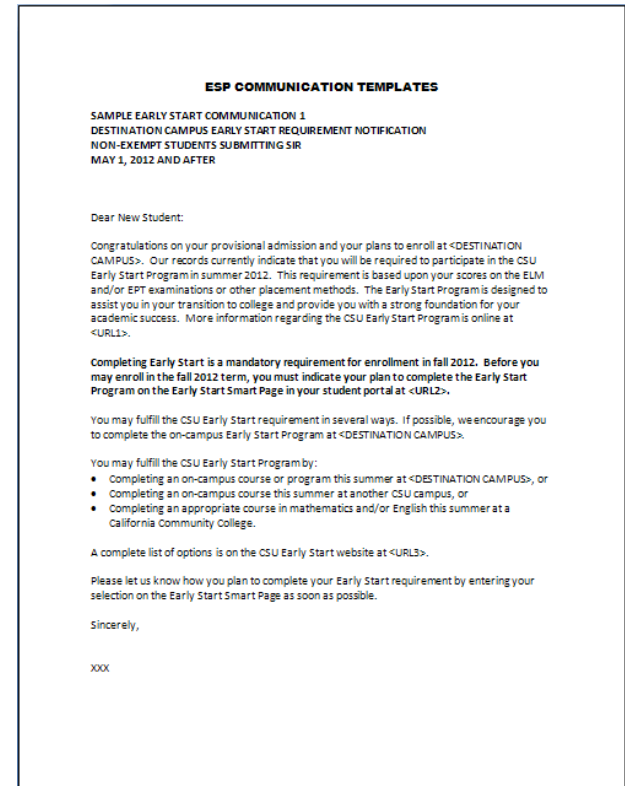 ESP COMMUNICATION TEMPLATES
SAMPLE EARLY START COMMUNICATION 1
DESTINATION CAMPUS EARLY START REQUIREMENT NOTIFICATION
NON-EXEMPT STUDENTS SUBMITTING SIR
MAY 1, 2012 AND AFTER
Dear New Student:
Congratulations on your provisional admission and your plans to enroll at <DESTINATION
CAMPUS>. Our records currently indicate that you will be required to participate in the CSU
Early Start Program in summer 2012. This requirement is based upon your scores on the ELM
and/or EPT examinations or other placement methods. The Early Start Program is designed to
assist you in your transition to college and provide you with a strong foundation for your
academic success. More information regarding the CSU Early Start Program is online at
<URL1>.
Completing Early Start is a mandatory requirement for enrollment in fall 2012. Before you
may enroll in the fall 2012 term, you must indicate your plan to complete the Early Start
Program on the Early Start Smart Page in your student portal at <URL2>.
You may fulfill the CSU Early Start requirement in several ways. If possible, we encourage you
to complete the on-campus Early Start Program at <DESTINATION CAMPUS>.
You may fulfill the CSU Early Start Program by:
• Completing an on-campus course or program this summer at <DESTINATION CAMPUS>, or
• Completing an on-campus course this summer at another CSU campus, or
• Completing an appropriate course in mathematics and/or English this summer at a
California Community College.
A complete list of options is on the CSU Early Start website at <URL3>.
Please let us know how you plan to complete your Early Start requirement by entering your
selection on the Early Start Smart Page as soon as possible.
Sincerely,
XXX